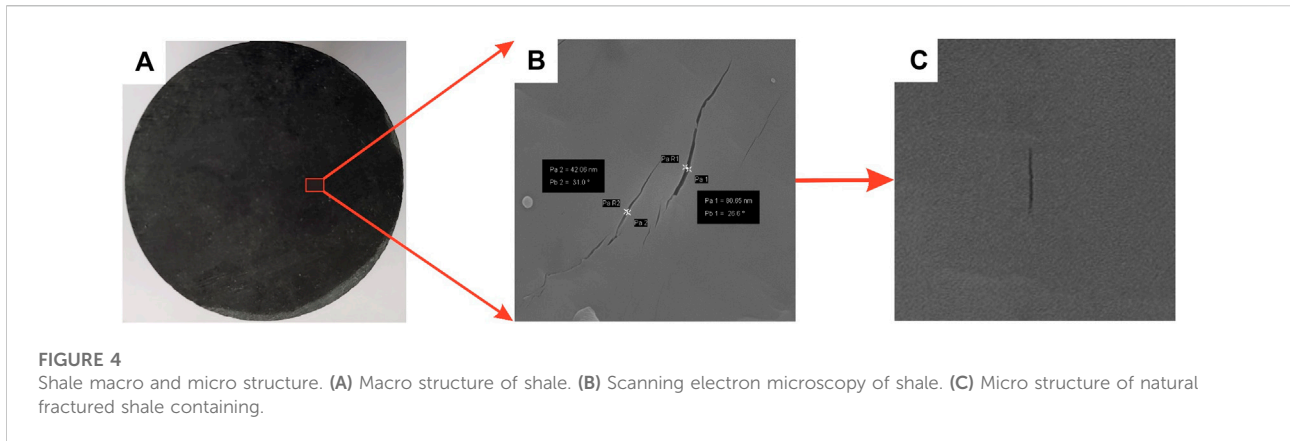 A
B
C
Pa R1
Pa 2 = 42.06 nm
Pb 2 = 31.0 °
Pa 1
Pa R2
Pa 1 = 80.85 nm
Pb 1 = 26.6 °
Pa 2
FIGURE 4
Shale macro and micro structure. (A) Macro structure of shale. (B) Scanning electron microscopy of shale. (C) Micro structure of natural
fractured shale containing.